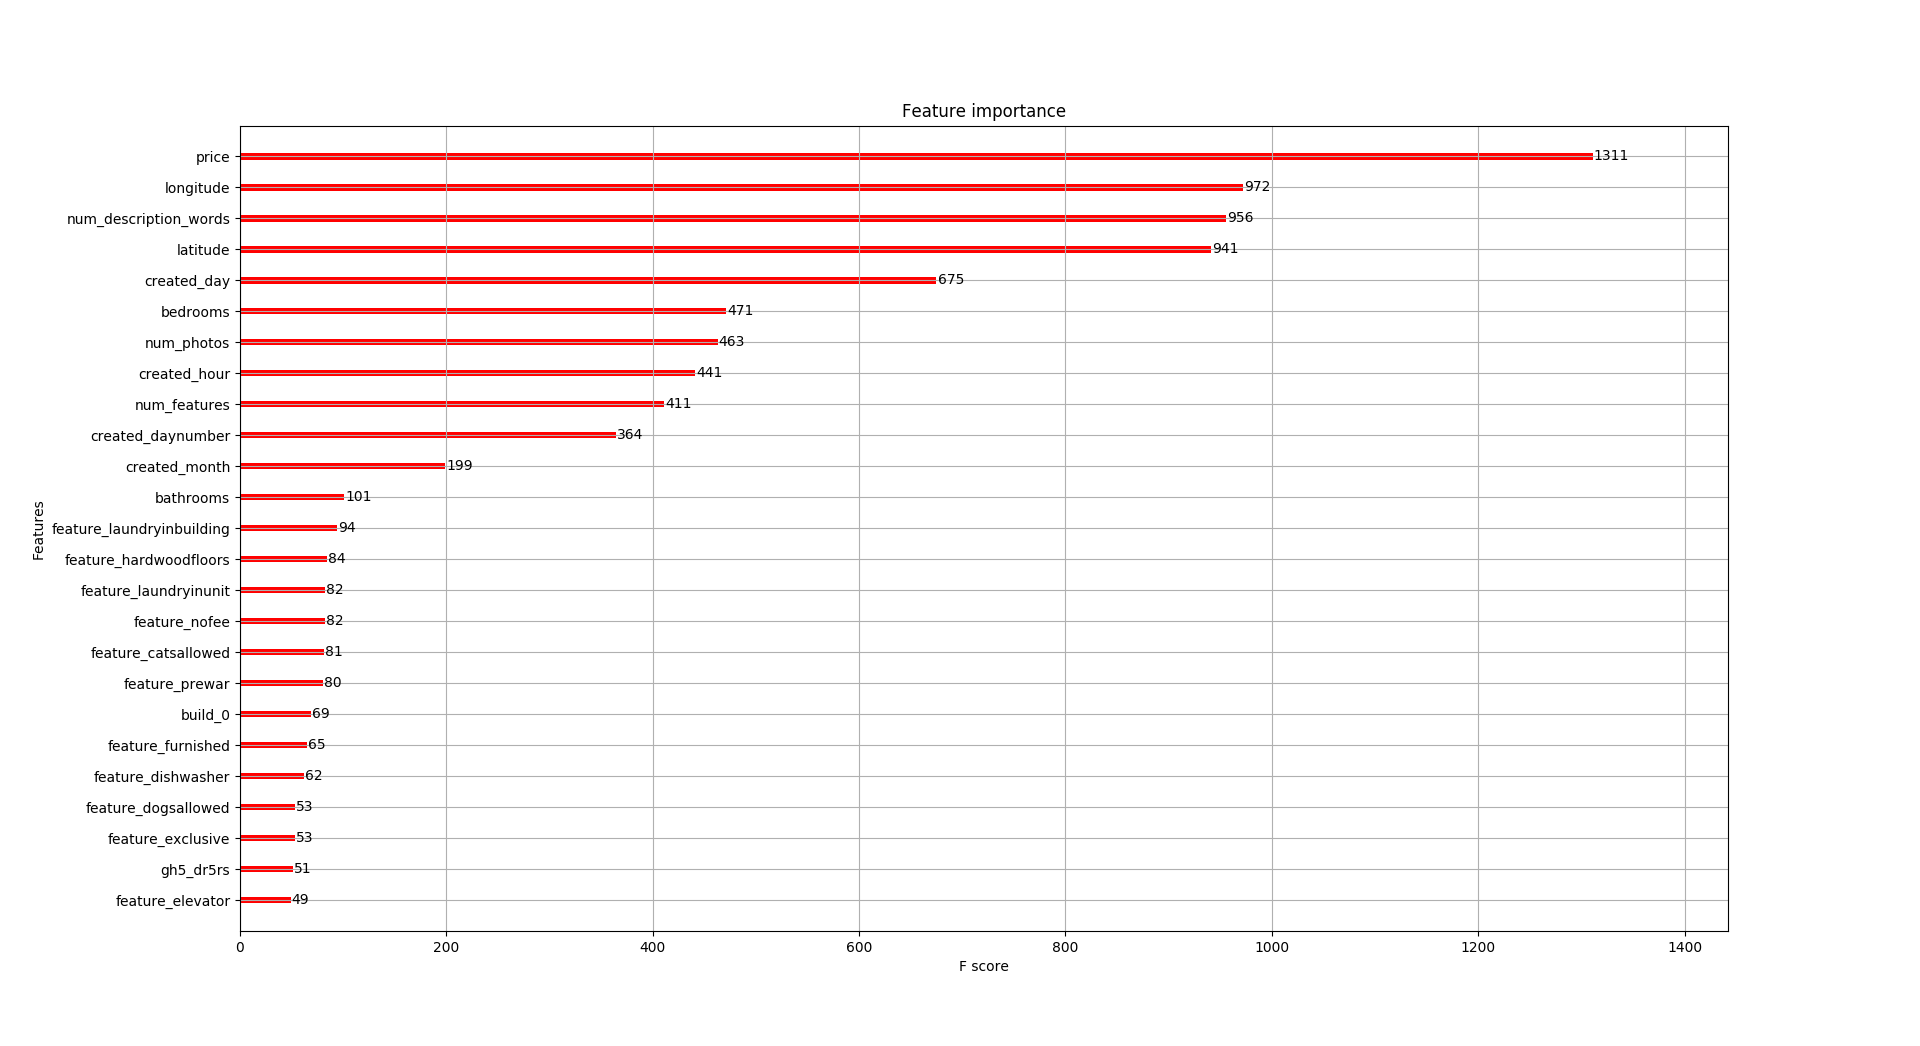 Feature importance
price 1311
longitude 972
num_description_words 956
latitude 941
created_day 675
bedrooms 471
num_photos 463
created_hour 441
num_features 411
created_daynumber 364
created_month 199
bathrooms 101
feature_laundryinbuilding 94
feature_hardwoodfloors 84
feature_laundryinunit 82
feature_nofee 82
feature_catsallowed 81
feature_prewar 80
build_0 69
feature_furnished 65
feature_dishwasher 62
feature_dogsallowed 53
feature_exclusive 53
gh5_dr5rs 51
feature_elevator 49
Features
0 200 400 600 800 1000 1200 1400
F score